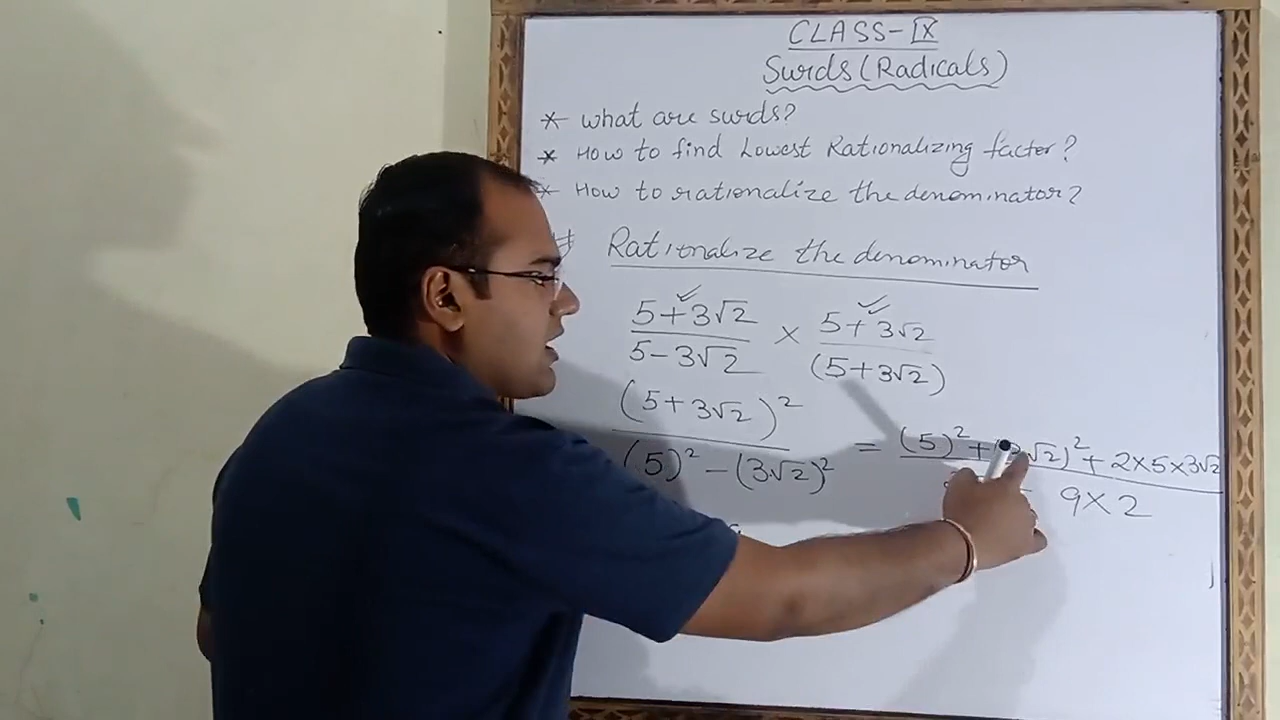 CLASS-IX
Surds (Radicals)
* what are surds?
* How to find Lowest Rationalizing factor?
* How to rationalize the denominator?
# Rationalize the denominator
5+3√2 / 5-3√2 × 5+3√2 / (5+3√2)
(5+3√2)² / (5)² - (3√2)² = (5)² + √2)² + 2×5×3√2 / 9×2